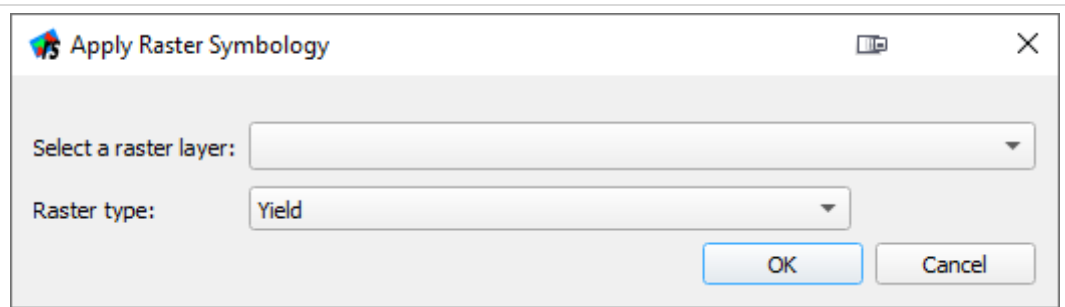 Apply Raster Symbology
Select a raster layer:
Raster type: Yield
OK Cancel